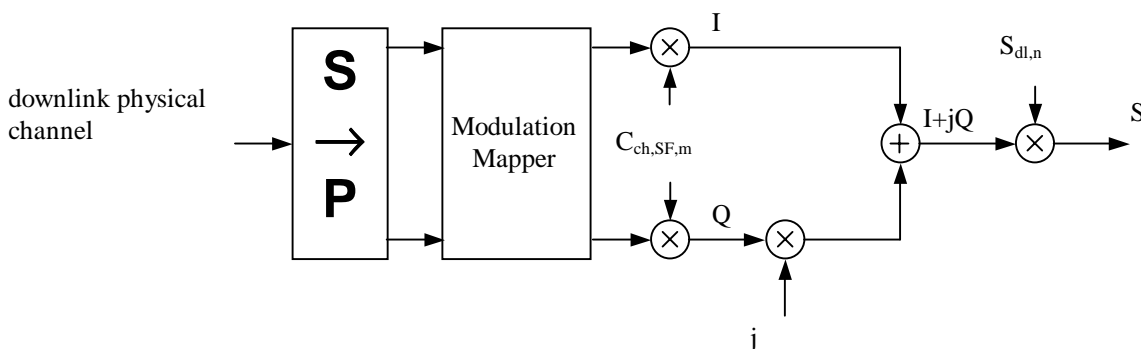 downlink physical
channel
S
→
P
Modulation
Mapper
I
C_ch,SF,m
Q
j
I+jQ
S_dl,n
S